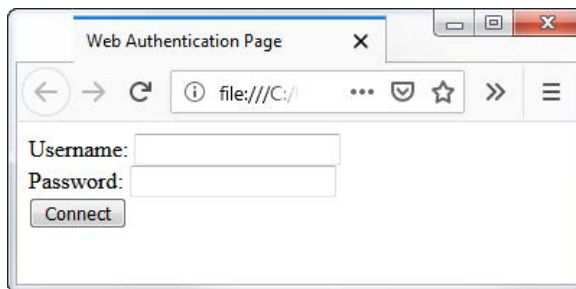 Web Authentication Page
file:///C:/
Username:
Password:
Connect